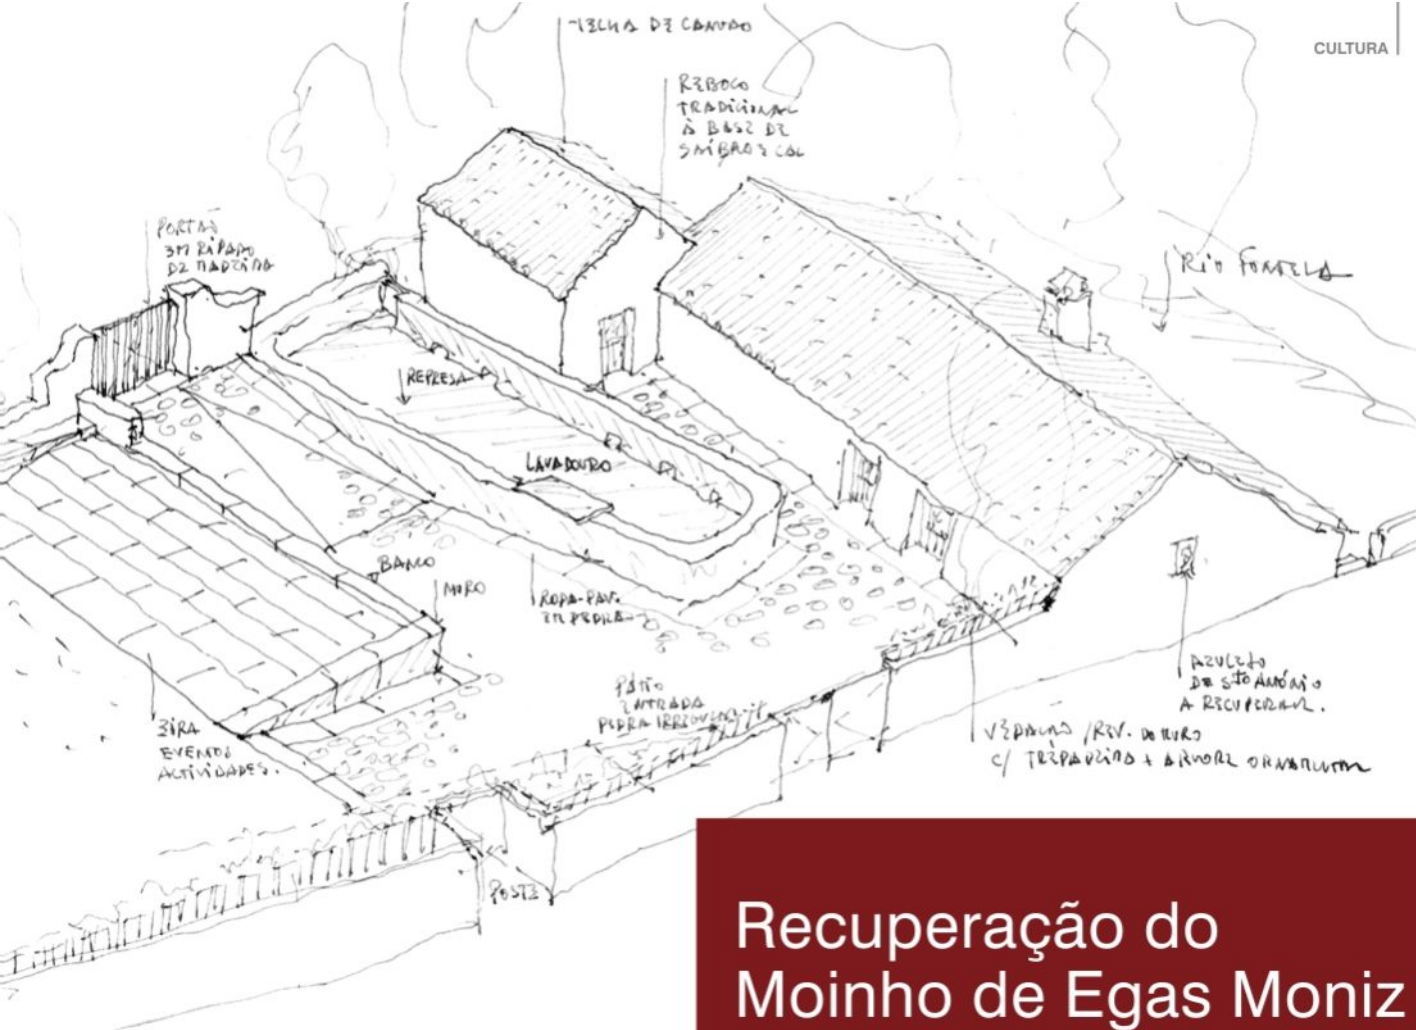 TELHA DE CANUDO
CULTURA
REBOCO
TRADICIONAL
À BASE DE
SAIBRO E CAL
PORTÃO
EM RIPADO
DE MADEIRA
RIO FONTELA
REPRESA
LAVADOURO
BANCO
MURO
RODA-PAV.
EM PEDRA
PÁTIO
ENTRADA
PEDRA IRREGULAR
EIRA
EVENTOS
ACTIVIDADES.
AZULEJO
DE STO ANTÓNIO
A RECUPERAR.
VEDAÇÃO /REV. DO MURO
C/ TREPADEIRA + ARVORE ORNAMENTAL
POSTE
Recuperação do
Moinho de Egas Moniz